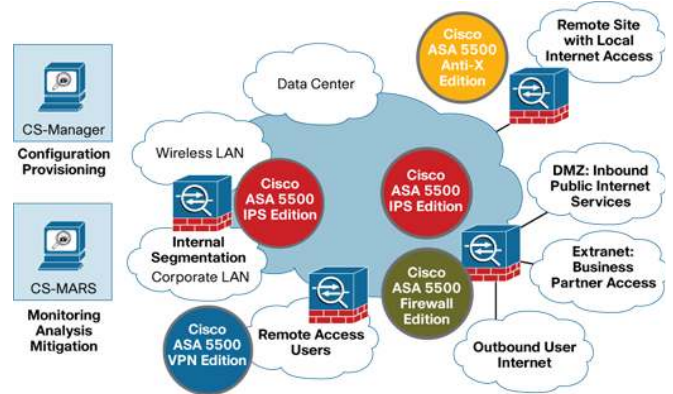 CS-Manager
Configuration
Provisioning
CS-MARS
Monitoring
Analysis
Mitigation
Data Center
Wireless LAN
Cisco
ASA 5500
IPS Edition
Internal
Segmentation
Corporate LAN
Cisco
ASA 5500
VPN Edition
Remote Access
Users
Cisco
ASA 5500
Anti-X
Edition
Remote Site
with Local
Internet Access
Cisco
ASA 5500
IPS Edition
Cisco
ASA 5500
Firewall
Edition
DMZ: Inbound
Public Internet
Services
Extranet:
Business
Partner Access
Outbound User
Internet